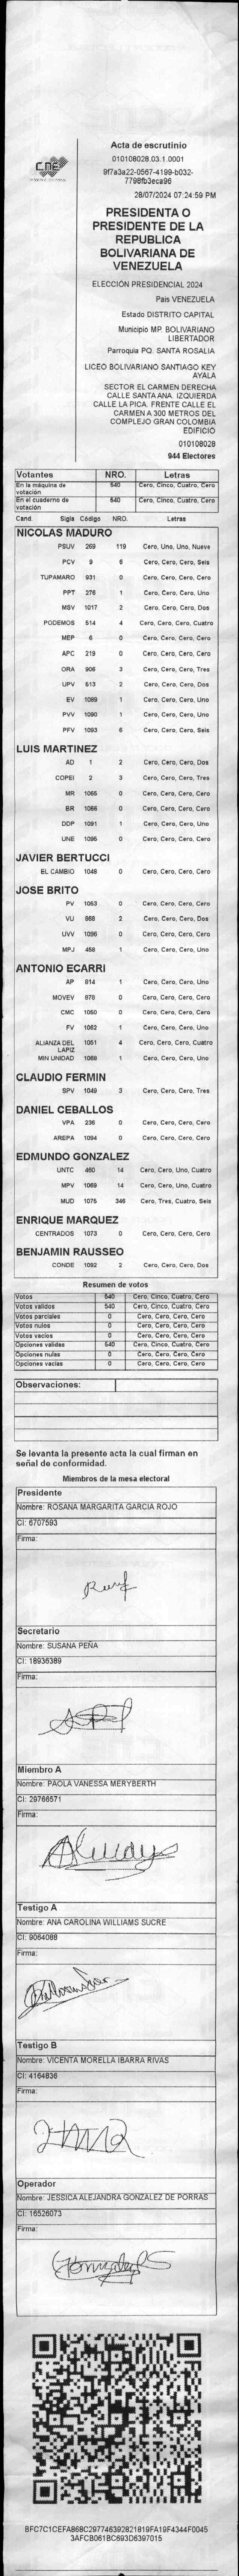 CNE
Acta de escrutinio
010108028.03.1.0001
9f7a3a22-0567-4199-b032-
7798fb3eca96
28/07/2024 07:24:59 PM
PRESIDENTA O
PRESIDENTE DE LA
REPUBLICA
BOLIVARIANA DE
VENEZUELA
ELECCIÓN PRESIDENCIAL 2024
Pais VENEZUELA
Estado DISTRITO CAPITAL
Municipio MP. BOLIVARIANO
LIBERTADOR
Parroquia PQ. SANTA ROSALIA
LICEO BOLIVARIANO SANTIAGO KEY
AYALA
SECTOR EL CARMEN DERECHA
CALLE SANTA ANA. IZQUIERDA
CALLE LA PICA. FRENTE CALLE EL
CARMEN A 300 METROS DEL
COMPLEJO GRAN COLOMBIA
EDIFICIO
010108028
944 Electores
Votantes NRO. Letras
En la máquina de votación 540 Cero, Cinco, Cuatro, Cero
En el cuaderno de votación 540 Cero, Cinco, Cuatro, Cero
Cand. Sigla Código NRO. Letras
NICOLAS MADURO
PSUV 269 119 Cero, Uno, Uno, Nueve
PCV 9 6 Cero, Cero, Cero, Seis
TUPAMARO 931 0 Cero, Cero, Cero, Cero
PPT 276 1 Cero, Cero, Cero, Uno
MSV 1017 2 Cero, Cero, Cero, Dos
PODEMOS 514 4 Cero, Cero, Cero, Cuatro
MEP 6 0 Cero, Cero, Cero, Cero
APC 219 0 Cero, Cero, Cero, Cero
ORA 906 3 Cero, Cero, Cero, Tres
UPV 613 2 Cero, Cero, Cero, Dos
EV 1089 1 Cero, Cero, Cero, Uno
PVV 1090 1 Cero, Cero, Cero, Uno
PFV 1093 6 Cero, Cero, Cero, Seis
LUIS MARTINEZ
AD 1 2 Cero, Cero, Cero, Dos
COPEI 2 3 Cero, Cero, Cero, Tres
MR 1065 0 Cero, Cero, Cero, Cero
BR 1066 0 Cero, Cero, Cero, Cero
DDP 1091 1 Cero, Cero, Cero, Uno
UNE 1095 0 Cero, Cero, Cero, Cero
JAVIER BERTUCCI
EL CAMBIO 1048 0 Cero, Cero, Cero, Cero
JOSE BRITO
PV 1053 0 Cero, Cero, Cero, Cero
VU 868 2 Cero, Cero, Cero, Dos
UVV 1096 0 Cero, Cero, Cero, Cero
MPJ 458 1 Cero, Cero, Cero, Uno
ANTONIO ECARRI
AP 814 1 Cero, Cero, Cero, Uno
MOVEV 978 0 Cero, Cero, Cero, Cero
CMC 1050 0 Cero, Cero, Cero, Cero
FV 1062 1 Cero, Cero, Cero, Uno
ALIANZA DEL LAPIZ 1051 4 Cero, Cero, Cero, Cuatro
MIN UNIDAD 1088 1 Cero, Cero, Cero, Uno
CLAUDIO FERMIN
SPV 1049 3 Cero, Cero, Cero, Tres
DANIEL CEBALLOS
VPA 236 0 Cero, Cero, Cero, Cero
AREPA 1094 0 Cero, Cero, Cero, Cero
EDMUNDO GONZALEZ
UNTC 460 14 Cero, Cero, Uno, Cuatro
MPV 1069 14 Cero, Cero, Uno, Cuatro
MUD 1075 346 Cero, Tres, Cuatro, Seis
ENRIQUE MARQUEZ
CENTRADOS 1073 0 Cero, Cero, Cero, Cero
BENJAMIN RAUSSEO
CONDE 1092 2 Cero, Cero, Cero, Dos
Resumen de votos
Votos 540 Cero, Cinco, Cuatro, Cero
Votos validos 540 Cero, Cinco, Cuatro, Cero
Votos parciales 0 Cero, Cero, Cero, Cero
Votos nulos 0 Cero, Cero, Cero, Cero
Votos vacios 0 Cero, Cero, Cero, Cero
Opciones validas 540 Cero, Cinco, Cuatro, Cero
Opciones nulas 0 Cero, Cero, Cero, Cero
Opciones vacias 0 Cero, Cero, Cero, Cero
Observaciones:
Se levanta la presente acta la cual firman en
señal de conformidad.
Miembros de la mesa electoral
Presidente
Nombre: ROSANA MARGARITA GARCIA ROJO
CI: 6707593
Firma:
Secretario
Nombre: SUSANA PEÑA
CI: 18936389
Firma:
Miembro A
Nombre: PAOLA VANESSA MERYBERTH
CI: 29766571
Firma:
Testigo A
Nombre: ANA CAROLINA WILLIAMS SUCRE
CI: 9064088
Firma:
Testigo B
Nombre: VICENTA MORELLA IBARRA RIVAS
CI: 4164836
Firma:
Operador
Nombre: JESSICA ALEJANDRA GONZALEZ DE PORRAS
CI: 16526073
Firma:
BFC7C1CEFA868C297746392821819FA19F4344F0045
3AFCB061BC693D6397015